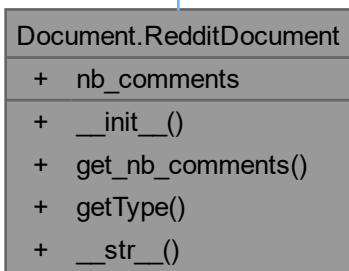 Document.RedditDocument
+ nb_comments
+ __init__()
+ get_nb_comments()
+ getType()
+ __str__()